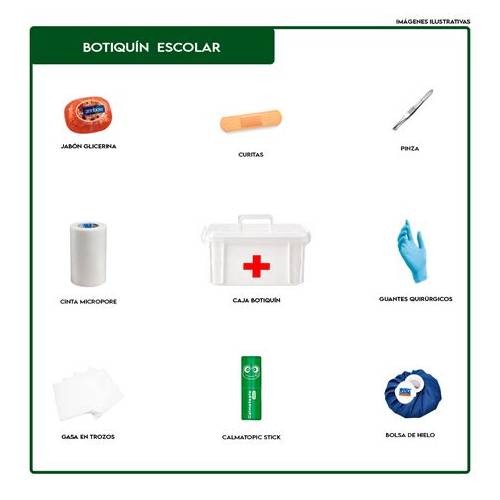 IMÁGENES ILUSTRATIVAS
BOTIQUÍN ESCOLAR
JABÓN GLICERINA
CURITAS
PINZA
CINTA MICROPORE
CAJA BOTIQUÍN
GUANTES QUIRÚRGICOS
Calmatopic
GASA EN TROZOS
CALMATOPIC STICK
BOLSA DE HIELO